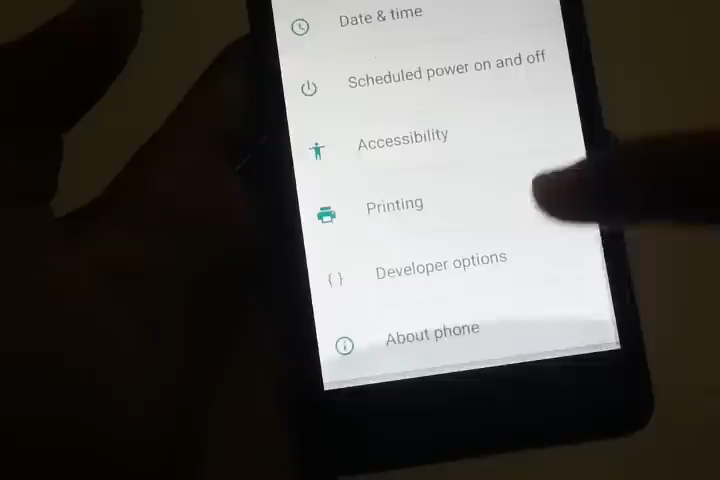 Date & time
Scheduled power on and off
Accessibility
Printing
Developer options
About phone